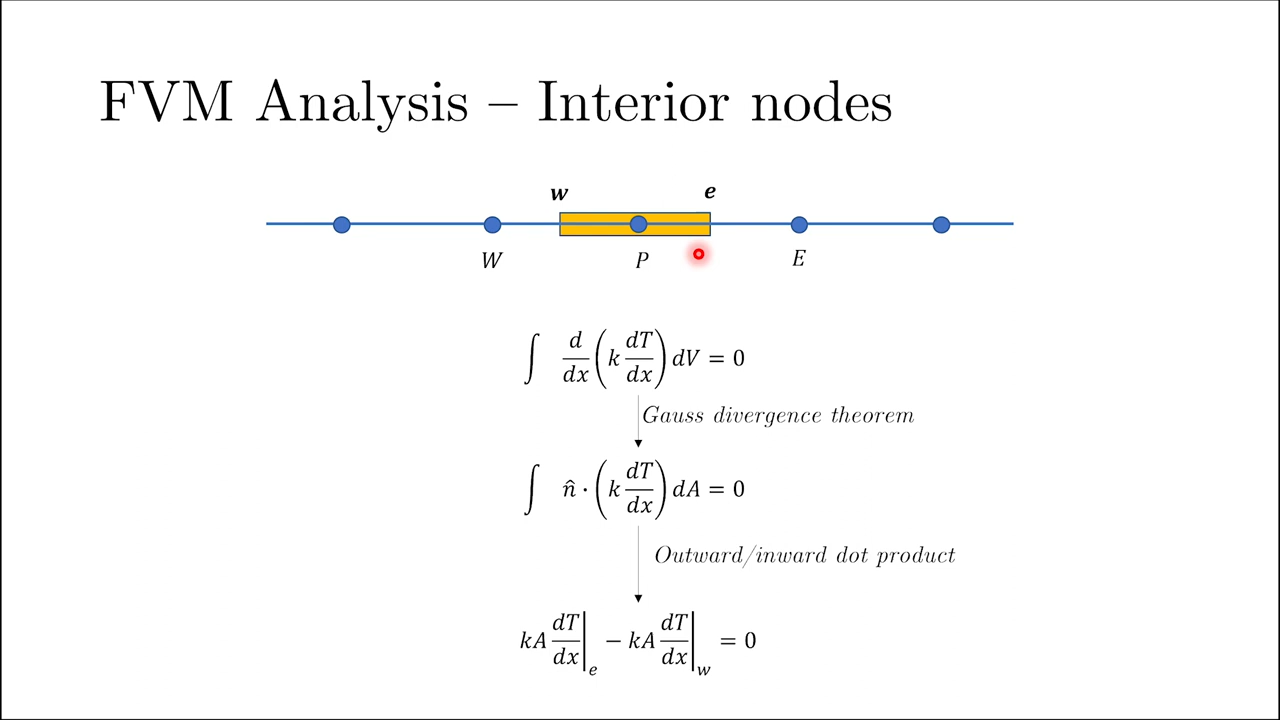 FVM Analysis – Interior nodes
w e
W P E
∫ d/dx (k dT/dx) dV = 0
Gauss divergence theorem
∫ n̂ · (k dT/dx) dA = 0
Outward/inward dot product
kA dT/dx|e − kA dT/dx|w = 0